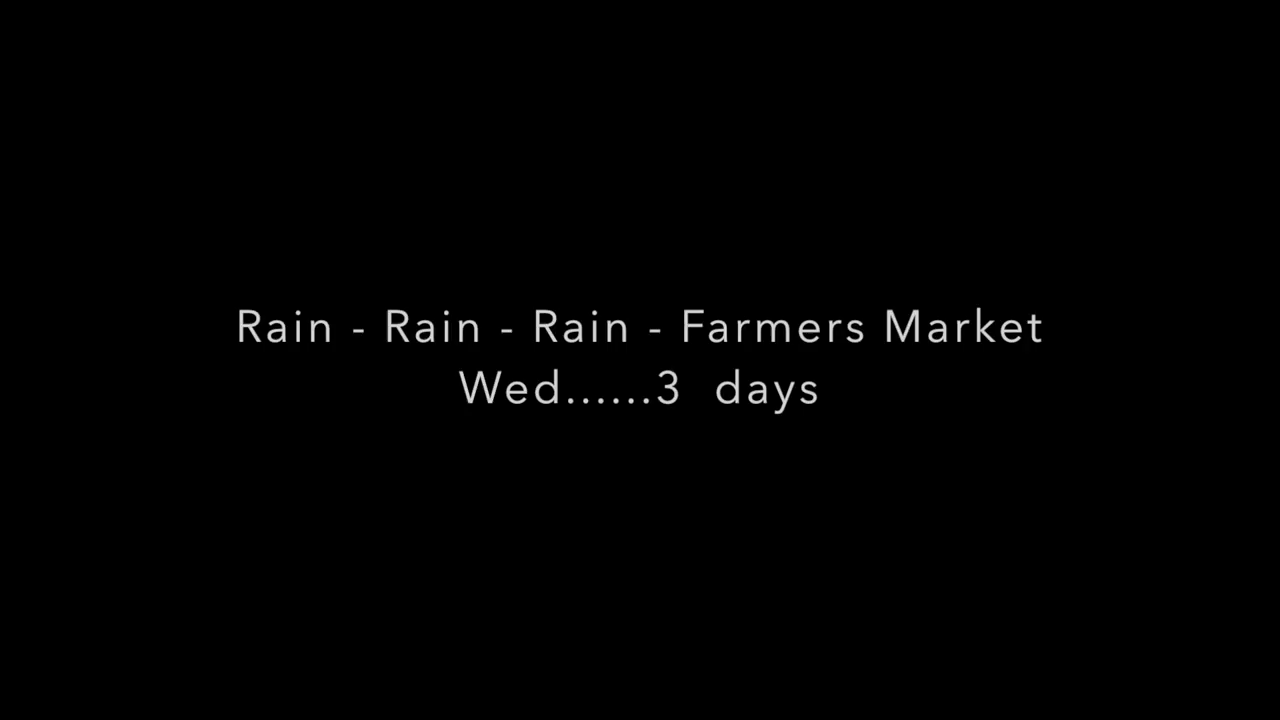 Rain - Rain - Rain - Farmers Market
Wed......3  days